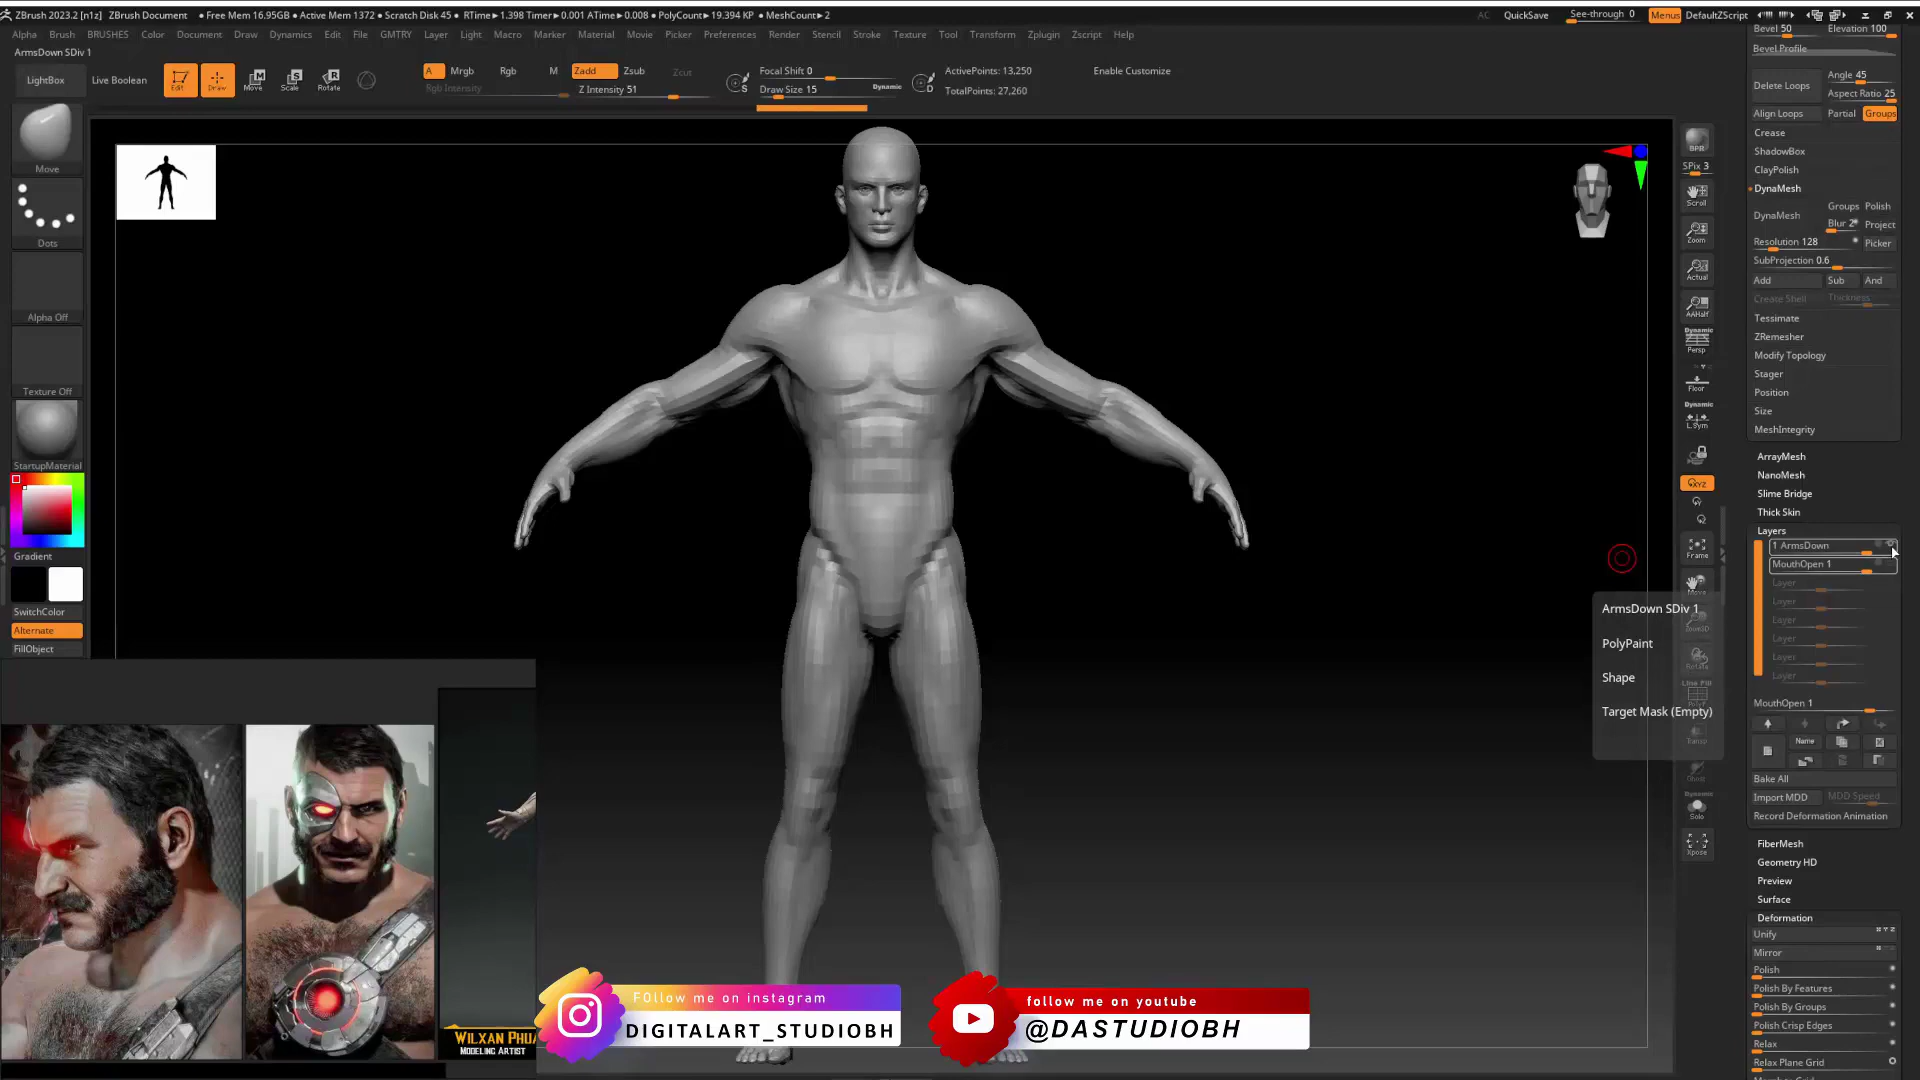 ZBrush 2023.2 [n1z] ZBrush Document ● Free Mem 16.95GB ● Active Mem 1372 ● Scratch Disk 45 ● RTime►1.398 Timer►0.001 ATime►0.008 ● PolyCount►19.394 KP ● MeshCount►2
AC QuickSave See-through 0 Menus DefaultZScript
Alpha Brush BRUSHES Color Document Draw Dynamics Edit File GMTRY Layer Light Macro Marker Material Movie Picker Preferences Render Stencil Stroke Texture Tool Transform Zplugin Zscript Help
ArmsDown SDiv 1
LightBox Live Boolean
Edit Draw Move Scale Rotate
A Mrgb Rgb M
Rgb Intensity
Zadd Zsub Zcut
Z Intensity 51
S
Focal Shift 0
Draw Size 15 Dynamic
D
ActivePoints: 13,250
TotalPoints: 27,260
Enable Customize
Move
Dots
Alpha Off
Texture Off
StartupMaterial
Gradient
SwitchColor
Alternate
FillObject
BPR
SPix 3
Scroll
Zoom
Actual
AAHalf
Dynamic
Persp
Floor
Dynamic
L.Sym
XYZ
Frame
Move
Zoom3D
Rotate
Line Fill
PolyF
Transp
Ghost
Dynamic
Solo
Xpose
ArmsDown SDiv 1
PolyPaint
Shape
Target Mask (Empty)
Bevel 50 Elevation 100
Bevel Profile
Delete Loops Angle 45
Aspect Ratio 25
Align Loops Partial Groups
Crease
ShadowBox
ClayPolish
DynaMesh
DynaMesh Groups Polish
Blur 2 Project
Resolution 128 Picker
SubProjection 0.6
Add Sub And
Create Shell Thickness
Tessimate
ZRemesher
Modify Topology
Stager
Position
Size
MeshIntegrity
ArrayMesh
NanoMesh
Slime Bridge
Thick Skin
Layers
1 ArmsDown
MouthOpen 1
Layer
Layer
Layer
Layer
Layer
Layer
MouthOpen 1
Name
Bake All
Import MDD MDD Speed
Record Deformation Animation
FiberMesh
Geometry HD
Preview
Surface
Deformation
Unify
Mirror
Polish
Polish By Features
Polish By Groups
Polish Crisp Edges
Relax
Relax Plane Grid
WILXAN PHUA
MODELING ARTIST
FOllow me on instagram
DIGITALART_STUDIOBH
follow me on youtube
@DASTUDIOBH